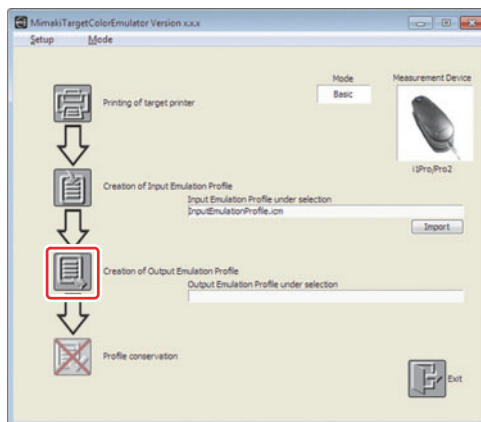 MimakiTargetColorEmulator Version x.x.x
Setup Mode
Mode
Measurement Device
Basic
Printing of target printer
i1Pro/Pro2
Creation of Input Emulation Profile
Input Emulation Profile under selection
InputEmulationProfile.icm
Import
Creation of Output Emulation Profile
Output Emulation Profile under selection
Profile conservation
Exit